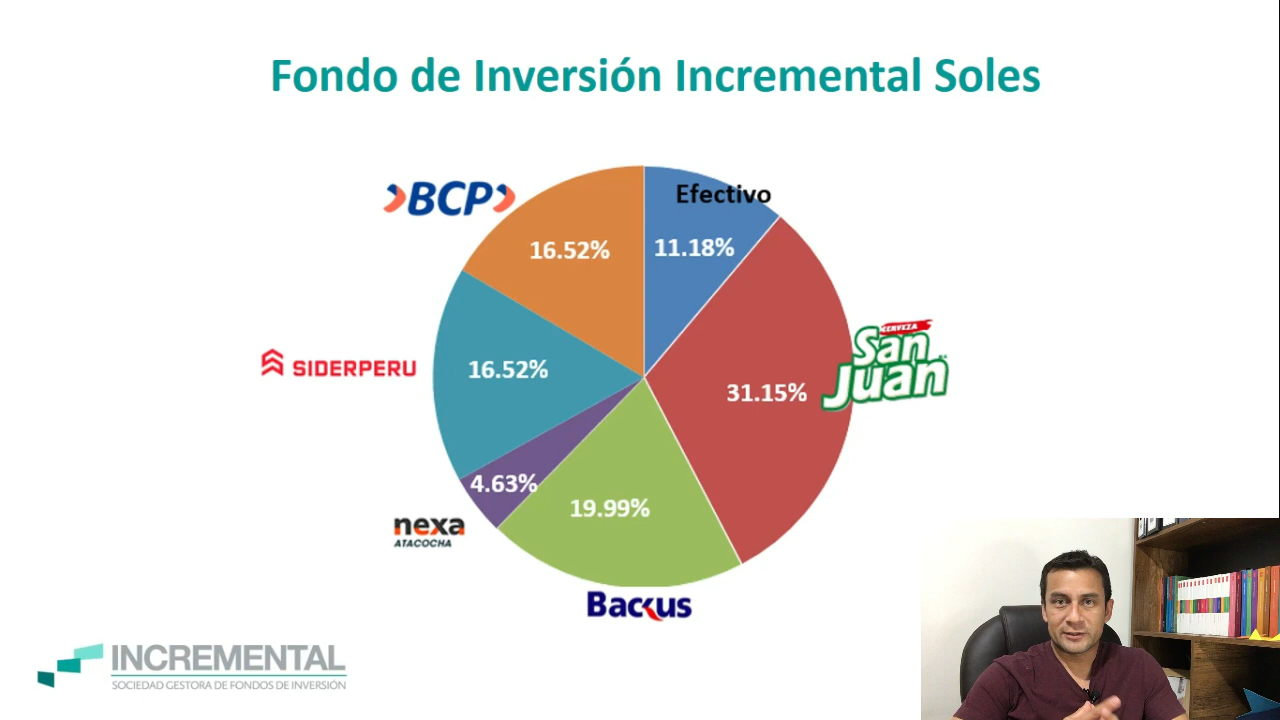 Fondo de Inversión Incremental Soles
BCP
Efectivo
16.52%
11.18%
CERVEZA
San
Juan
SIDERPERU
16.52%
31.15%
4.63%
19.99%
nexa
ATACOCHA
Backus
INCREMENTAL
SOCIEDAD GESTORA DE FONDOS DE INVERSIÓN